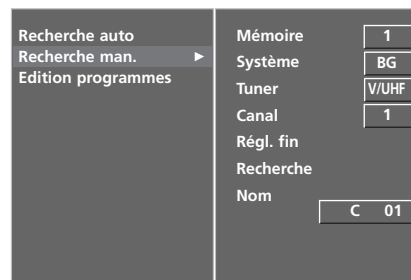 Recherche auto
Recherche man. ►
Edition programmes
Mémoire 1
Système BG
Tuner V/UHF
Canal 1
Régl. fin
Recherche
Nom
C 01